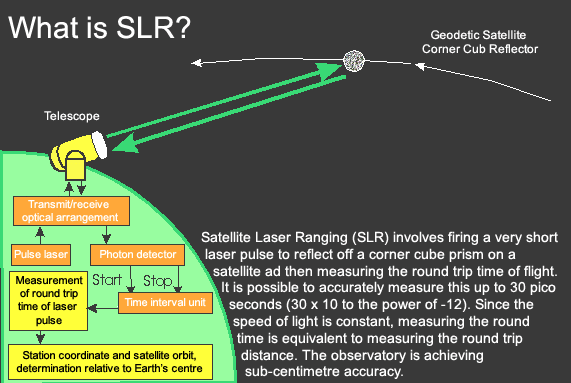 What is SLR?
Geodetic Satellite
Corner Cub Reflector
Telescope
Transmit/receive
optical arrangement
Pulse laser
Photon detector
Start Stop
Measurement
of round trip
time of laser
pulse
Time interval unit
Station coordinate and satellite orbit,
determination relative to Earth's centre
Satellite Laser Ranging (SLR) involves firing a very short
laser pulse to reflect off a corner cube prism on a
satellite ad then measuring the round trip time of flight.
It is possible to accurately measure this up to 30 pico
seconds (30 x 10 to the power of -12). Since the
speed of light is constant, measuring the round
time is equivalent to measuring the round trip
distance. The observatory is achieving
sub-centimetre accuracy.